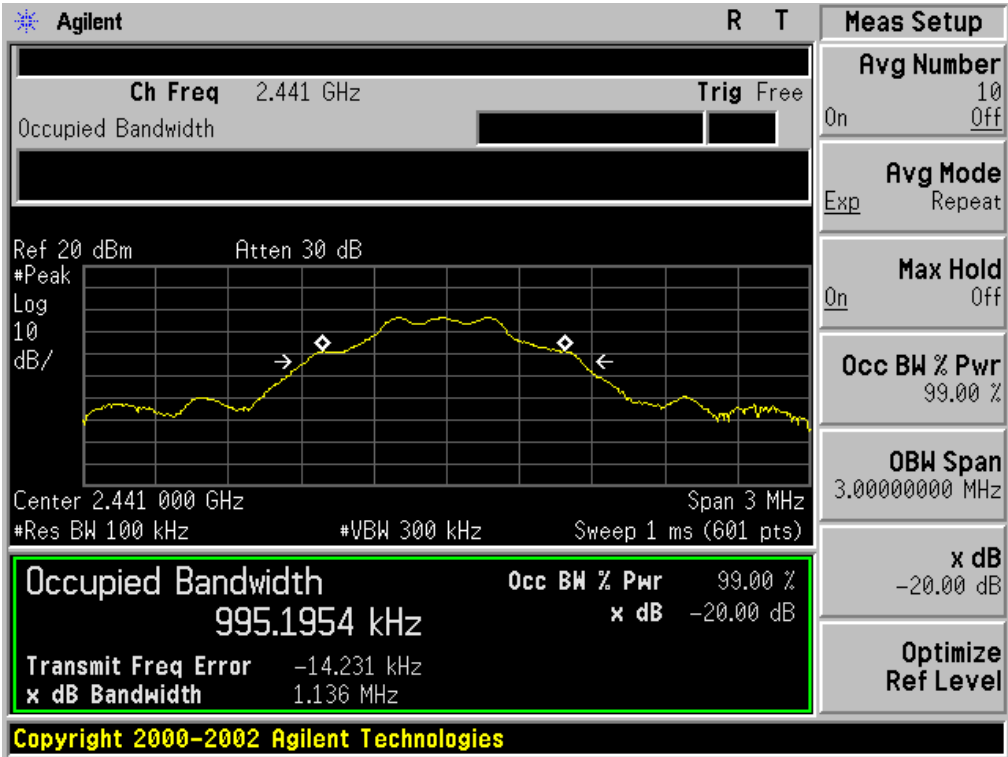 Agilent R T
Ch Freq 2.441 GHz Trig Free
Occupied Bandwidth
Ref 20 dBm Atten 30 dB
#Peak
Log
10
dB/
Center 2.441 000 GHz Span 3 MHz
#Res BW 100 kHz #VBW 300 kHz Sweep 1 ms (601 pts)
Occupied Bandwidth Occ BW % Pwr 99.00 %
995.1954 kHz x dB -20.00 dB
Transmit Freq Error -14.231 kHz
x dB Bandwidth 1.136 MHz
Copyright 2000-2002 Agilent Technologies
Meas Setup
Avg Number
10
On Off
Avg Mode
Exp Repeat
Max Hold
On Off
Occ BW % Pwr
99.00 %
OBW Span
3.00000000 MHz
x dB
-20.00 dB
Optimize
Ref Level